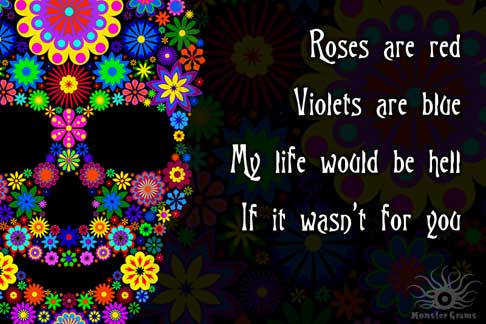 Roses are red
Violets are blue
My life would be hell
If it wasn't for you
Monster Grams